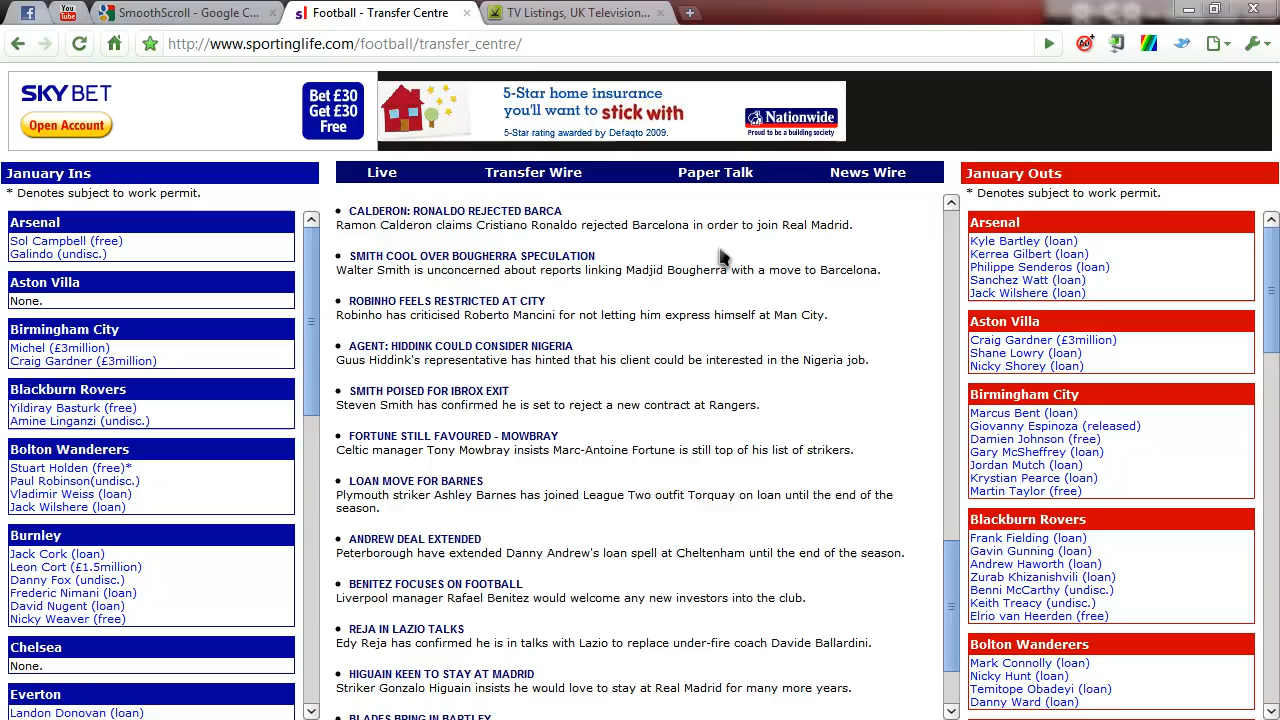 SmoothScroll - Google C...
Football - Transfer Centre
TV Listings, UK Television...
http://www.sportinglife.com/football/transfer_centre/
SKY BET
Open Account
Bet £30
Get £30
Free
5-Star home insurance
you'll want to stick with
5-Star rating awarded by Defaqto 2009.
Nationwide
Proud to be a building society
January Ins
* Denotes subject to work permit.
Arsenal
Sol Campbell (free)
Galindo (undisc.)
Aston Villa
None.
Birmingham City
Michel (£3million)
Craig Gardner (£3million)
Blackburn Rovers
Yildiray Basturk (free)
Amine Linganzi (undisc.)
Bolton Wanderers
Stuart Holden (free)*
Paul Robinson(undisc.)
Vladimir Weiss (loan)
Jack Wilshere (loan)
Burnley
Jack Cork (loan)
Leon Cort (£1.5million)
Danny Fox (undisc.)
Frederic Nimani (loan)
David Nugent (loan)
Nicky Weaver (free)
Chelsea
None.
Everton
Landon Donovan (loan)
Live Transfer Wire Paper Talk News Wire
CALDERON: RONALDO REJECTED BARCA
Ramon Calderon claims Cristiano Ronaldo rejected Barcelona in order to join Real Madrid.
SMITH COOL OVER BOUGHERRA SPECULATION
Walter Smith is unconcerned about reports linking Madjid Bougherra with a move to Barcelona.
ROBINHO FEELS RESTRICTED AT CITY
Robinho has criticised Roberto Mancini for not letting him express himself at Man City.
AGENT: HIDDINK COULD CONSIDER NIGERIA
Guus Hiddink's representative has hinted that his client could be interested in the Nigeria job.
SMITH POISED FOR IBROX EXIT
Steven Smith has confirmed he is set to reject a new contract at Rangers.
FORTUNE STILL FAVOURED - MOWBRAY
Celtic manager Tony Mowbray insists Marc-Antoine Fortune is still top of his list of strikers.
LOAN MOVE FOR BARNES
Plymouth striker Ashley Barnes has joined League Two outfit Torquay on loan until the end of the
season.
ANDREW DEAL EXTENDED
Peterborough have extended Danny Andrew's loan spell at Cheltenham until the end of the season.
BENITEZ FOCUSES ON FOOTBALL
Liverpool manager Rafael Benitez would welcome any new investors into the club.
REJA IN LAZIO TALKS
Edy Reja has confirmed he is in talks with Lazio to replace under-fire coach Davide Ballardini.
HIGUAIN KEEN TO STAY AT MADRID
Striker Gonzalo Higuain insists he would love to stay at Real Madrid for many more years.
BLADES BRING IN BARTLEY
January Outs
* Denotes subject to work permit.
Arsenal
Kyle Bartley (loan)
Kerrea Gilbert (loan)
Philippe Senderos (loan)
Sanchez Watt (loan)
Jack Wilshere (loan)
Aston Villa
Craig Gardner (£3million)
Shane Lowry (loan)
Nicky Shorey (loan)
Birmingham City
Marcus Bent (loan)
Giovanny Espinoza (released)
Damien Johnson (free)
Gary McSheffrey (loan)
Jordan Mutch (loan)
Krystian Pearce (loan)
Martin Taylor (free)
Blackburn Rovers
Frank Fielding (loan)
Gavin Gunning (loan)
Andrew Haworth (loan)
Zurab Khizanishvili (loan)
Benni McCarthy (undisc.)
Keith Treacy (undisc.)
Elrio van Heerden (free)
Bolton Wanderers
Mark Connolly (loan)
Nicky Hunt (loan)
Temitope Obadeyi (loan)
Danny Ward (loan)